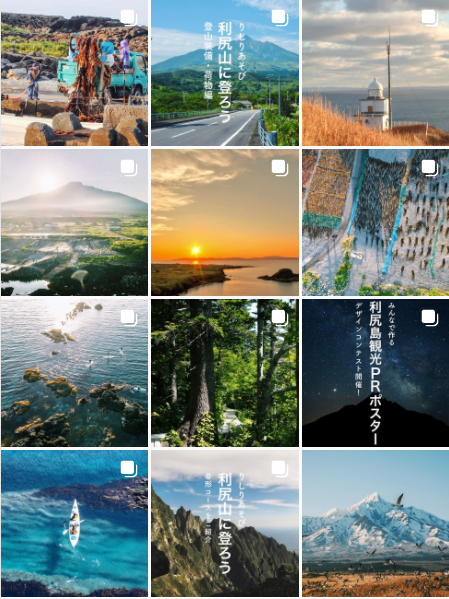 りしりあそび
利尻山に登ろう
登山装備・荷物編
みんなで作る
利尻島観光PRポスター
デザインコンテスト開催！
りしりあそび
利尻山に登ろう